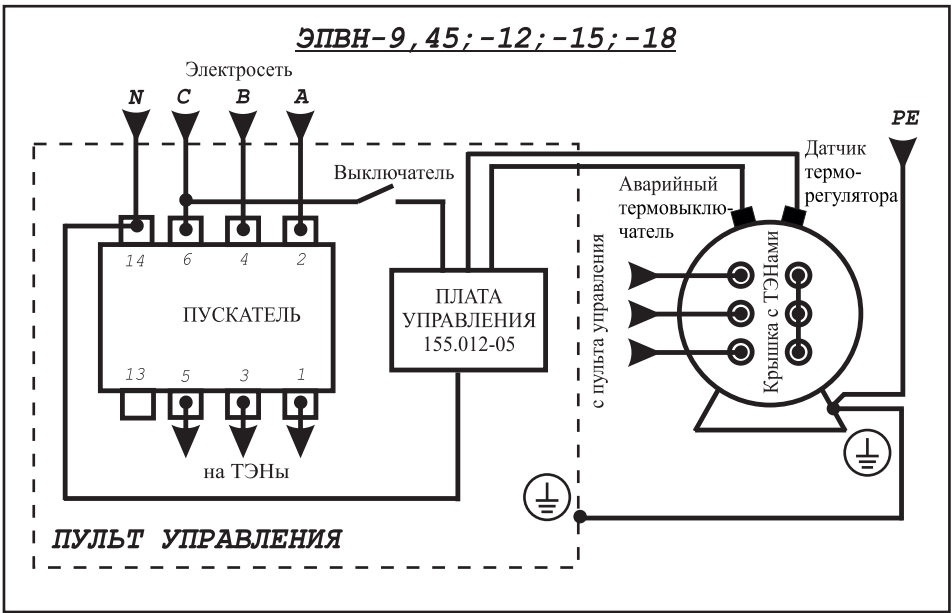 ЭПВН-9,45;-12;-15;-18
Электросеть
N C B A
PE
Выключатель
Датчик
термо-
регулятора
Аварийный
термовыклю-
чатель
14 6 4 2
ПУСКАТЕЛЬ
13 5 3 1
на ТЭНы
ПЛАТА
УПРАВЛЕНИЯ
155.012-05
с пульта управления
Крышка с ТЭНами
ПУЛЬТ УПРАВЛЕНИЯ